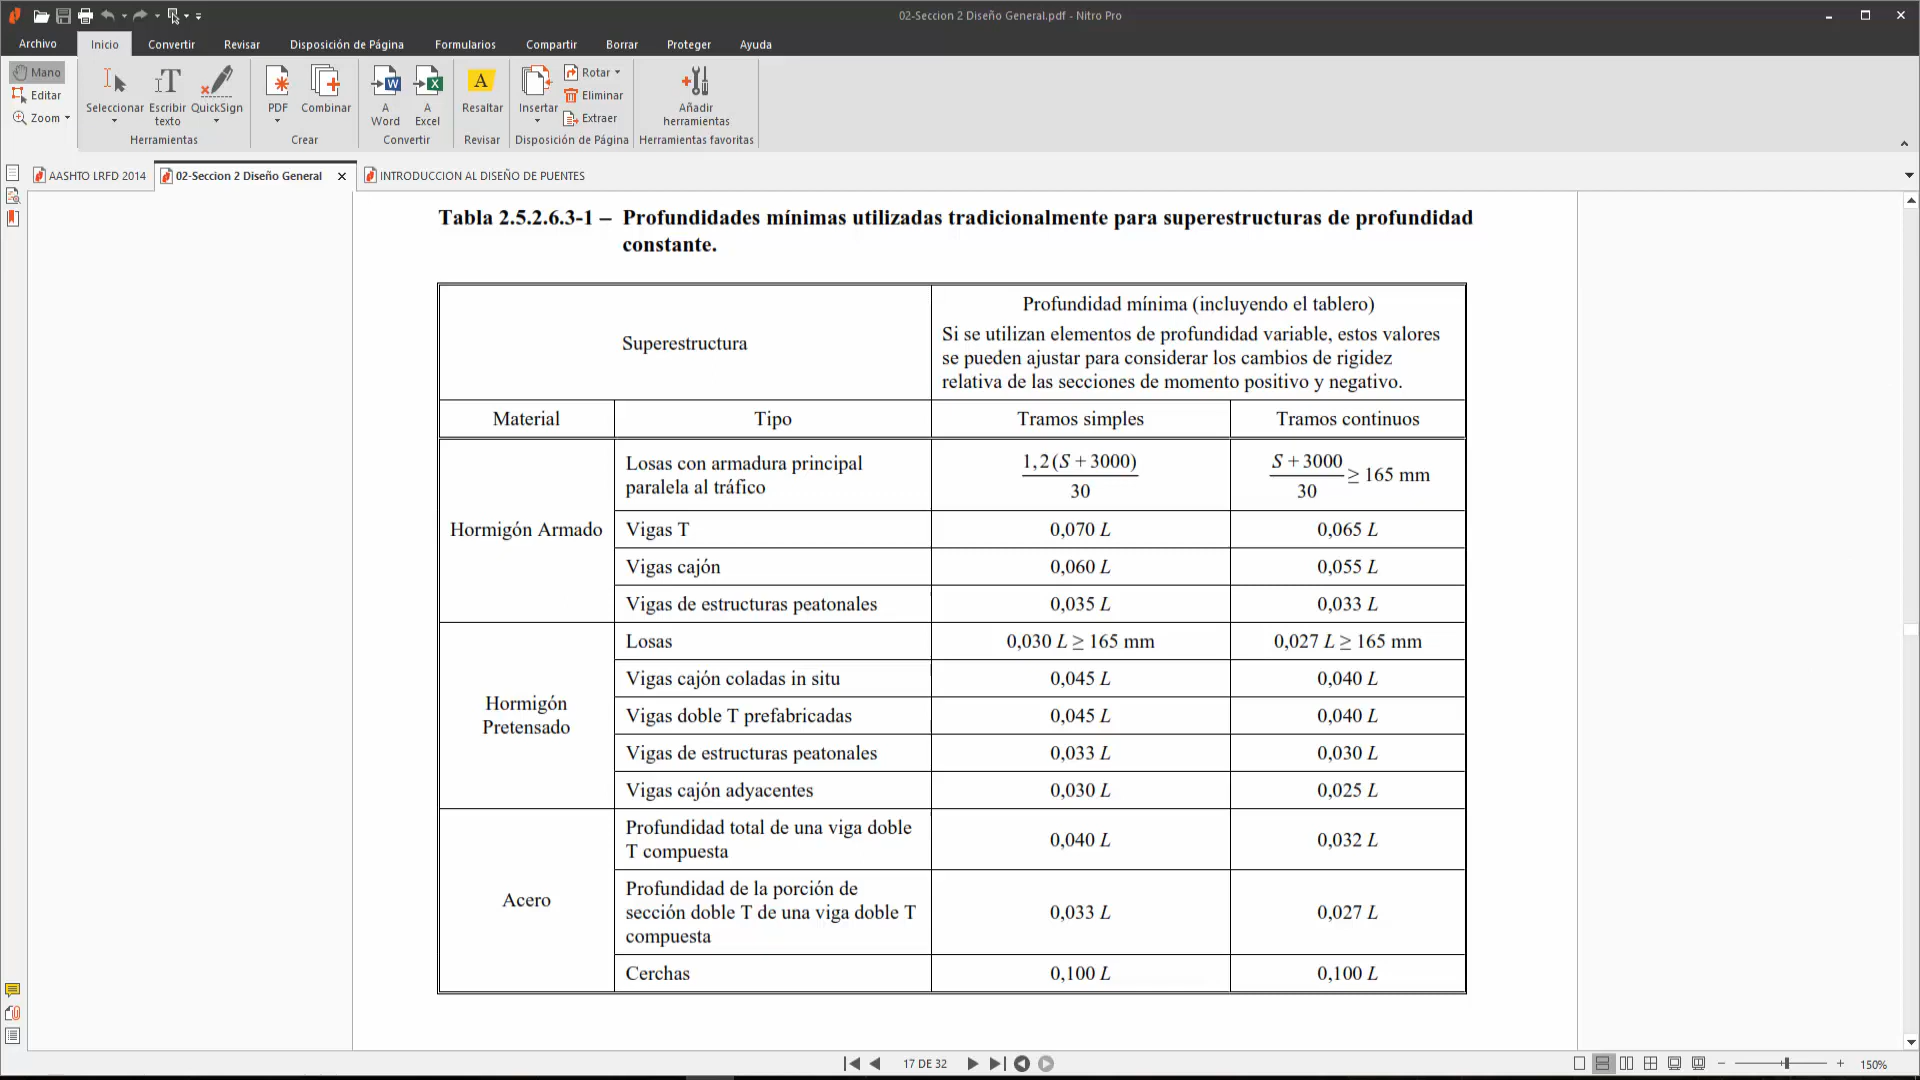 02-Seccion 2 Diseño General.pdf - Nitro Pro
Archivo Inicio Convertir Revisar Disposición de Página Formularios Compartir Borrar Proteger Ayuda
Mano
Editar
Zoom
Seleccionar
Escribir texto
QuickSign
Herramientas
PDF
Combinar
Crear
A Word
A Excel
Convertir
Resaltar
Revisar
Insertar
Rotar
Eliminar
Extraer
Disposición de Página
Añadir herramientas
Herramientas favoritas
AASHTO LRFD 2014
02-Seccion 2 Diseño General
INTRODUCCION AL DISEÑO DE PUENTES
Tabla 2.5.2.6.3-1 – Profundidades mínimas utilizadas tradicionalmente para superestructuras de profundidad
constante.
Superestructura
Profundidad mínima (incluyendo el tablero)
Si se utilizan elementos de profundidad variable, estos valores
se pueden ajustar para considerar los cambios de rigidez
relativa de las secciones de momento positivo y negativo.
Material Tipo Tramos simples Tramos continuos
Hormigón Armado
Losas con armadura principal
paralela al tráfico
1,2(S + 3000)
30
S + 3000
30
≥ 165 mm
Vigas T 0,070 L 0,065 L
Vigas cajón 0,060 L 0,055 L
Vigas de estructuras peatonales 0,035 L 0,033 L
Hormigón
Pretensado
Losas 0,030 L ≥ 165 mm 0,027 L ≥ 165 mm
Vigas cajón coladas in situ 0,045 L 0,040 L
Vigas doble T prefabricadas 0,045 L 0,040 L
Vigas de estructuras peatonales 0,033 L 0,030 L
Vigas cajón adyacentes 0,030 L 0,025 L
Acero
Profundidad total de una viga doble
T compuesta
0,040 L 0,032 L
Profundidad de la porción de
sección doble T de una viga doble T
compuesta
0,033 L 0,027 L
Cerchas 0,100 L 0,100 L
17 DE 32
150%